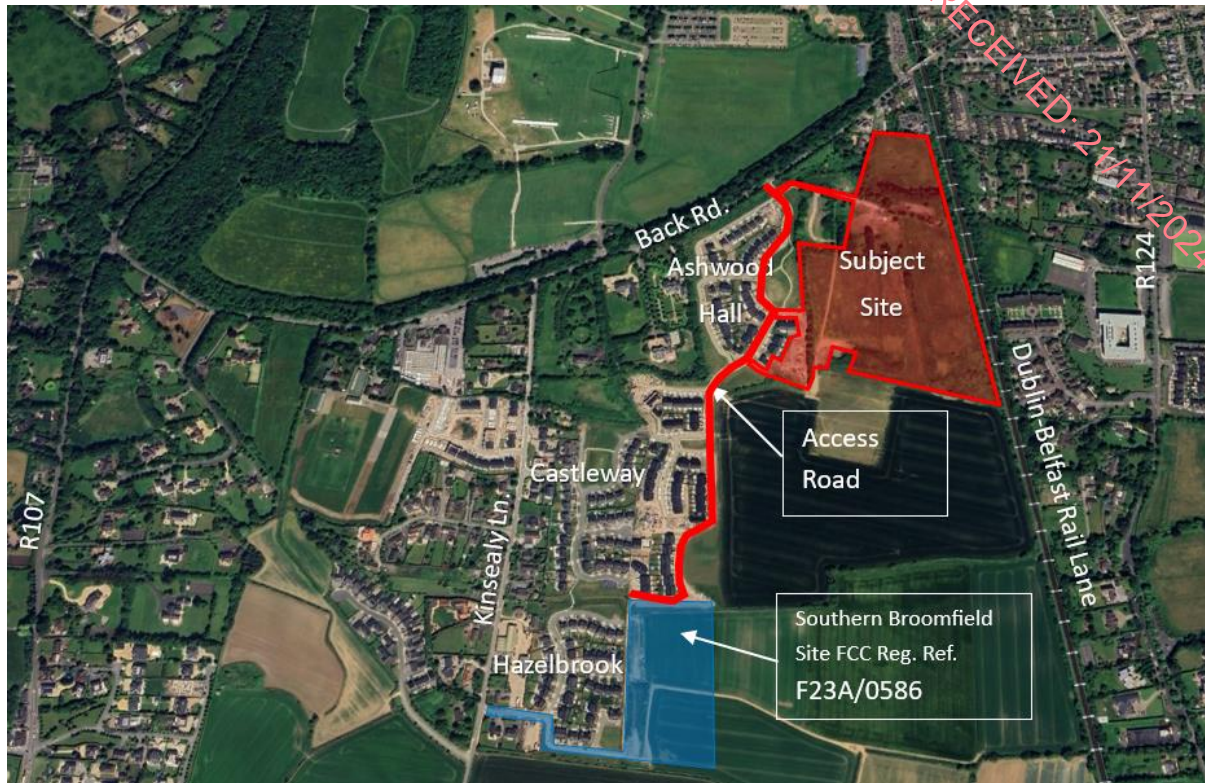 RECEIVED: 21/11/2024
Back Rd.
Ashwood
Hall
Subject
Site
R124
Dublin-Belfast Rail Lane
Access
Road
Castleway
R107
Kinsealy Ln.
Hazelbrook
Southern Broomfield
Site FCC Reg. Ref.
F23A/0586